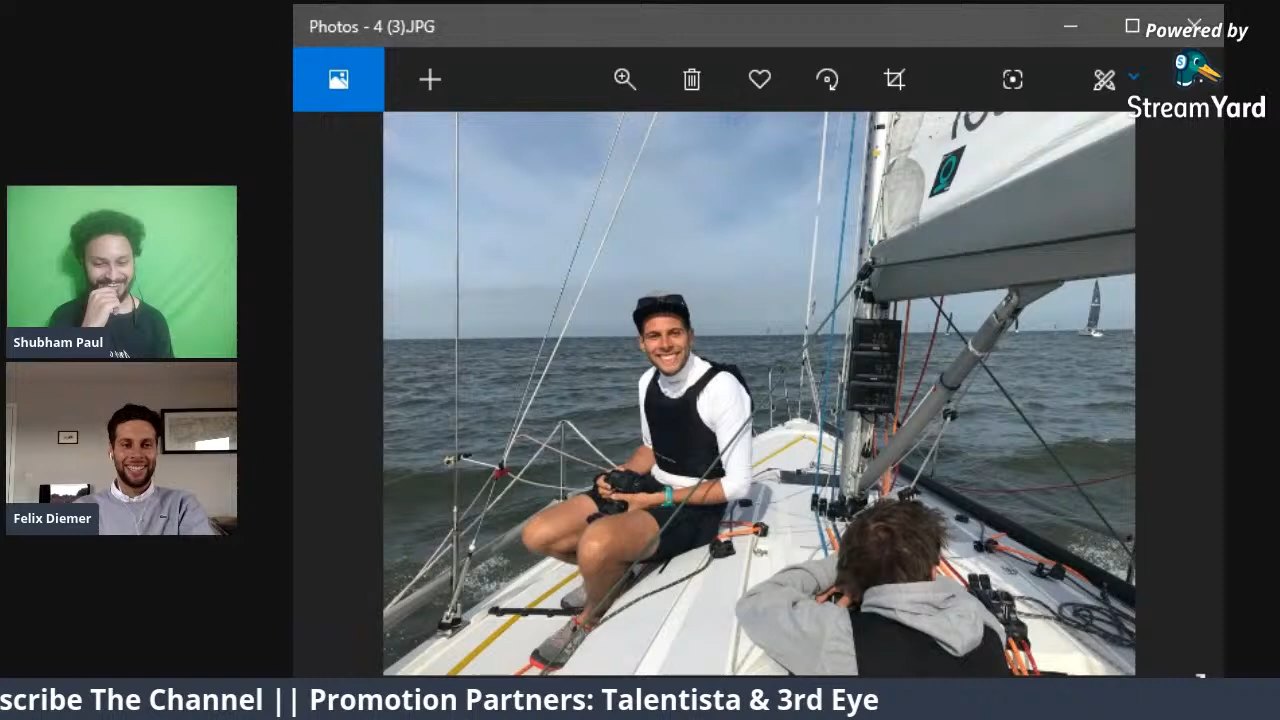 Photos - 4 (3).JPG
Powered by
StreamYard
Shubham Paul
Felix Diemer
scribe The Channel || Promotion Partners: Talentista & 3rd Eye